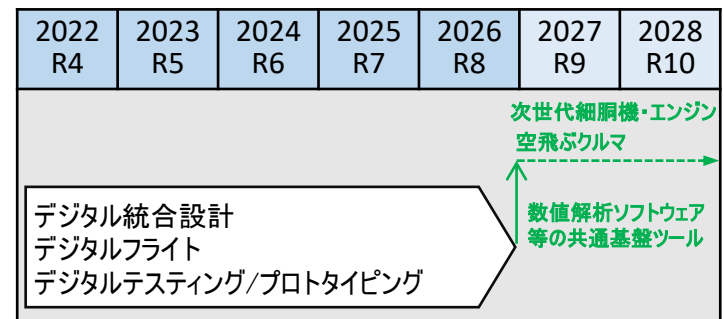 2022 2023 2024 2025 2026 2027 2028
R4 R5 R6 R7 R8 R9 R10
次世代細胴機・エンジン
空飛ぶクルマ
デジタル統合設計
デジタルフライト
デジタルテスティング/プロトタイピング
数値解析ソフトウェア
等の共通基盤ツール